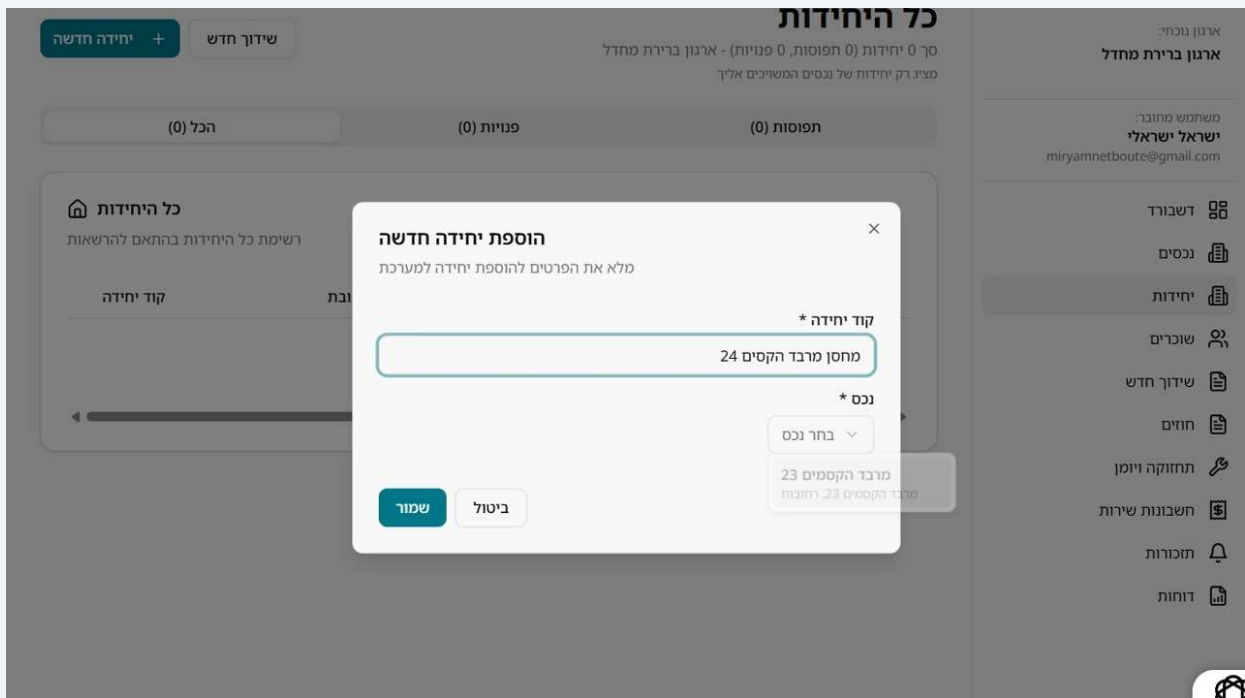 ארגון נוכחי:
ארגון ברירת מחדל
משתמש מחובר:
ישראל ישראלי
miryamnetboute@gmail.com
דשבורד
נכסים
יחידות
שוכרים
שידוך חדש
חוזים
תחזוקה ויומן
חשבונות שירות
תזכורות
דוחות
כל היחידות
סך 0 יחידות (0 תפוסות, 0 פנויות) - ארגון ברירת מחדל
מציג רק יחידות של נכסים המשויכים אליך
שידוך חדש
+ יחידה חדשה
תפוסות (0)
פנויות (0)
הכל (0)
כל היחידות
רשימת כל היחידות בהתאם להרשאות
קוד יחידה
הוספת יחידה חדשה
מלא את הפרטים להוספת יחידה למערכת
קוד יחידה *
מחסן מרבד הקסים 24
נכס *
בחר נכס
מרבד הקסמים 23
מרבד הקסמים 23, רחובות
ביטול
שמור